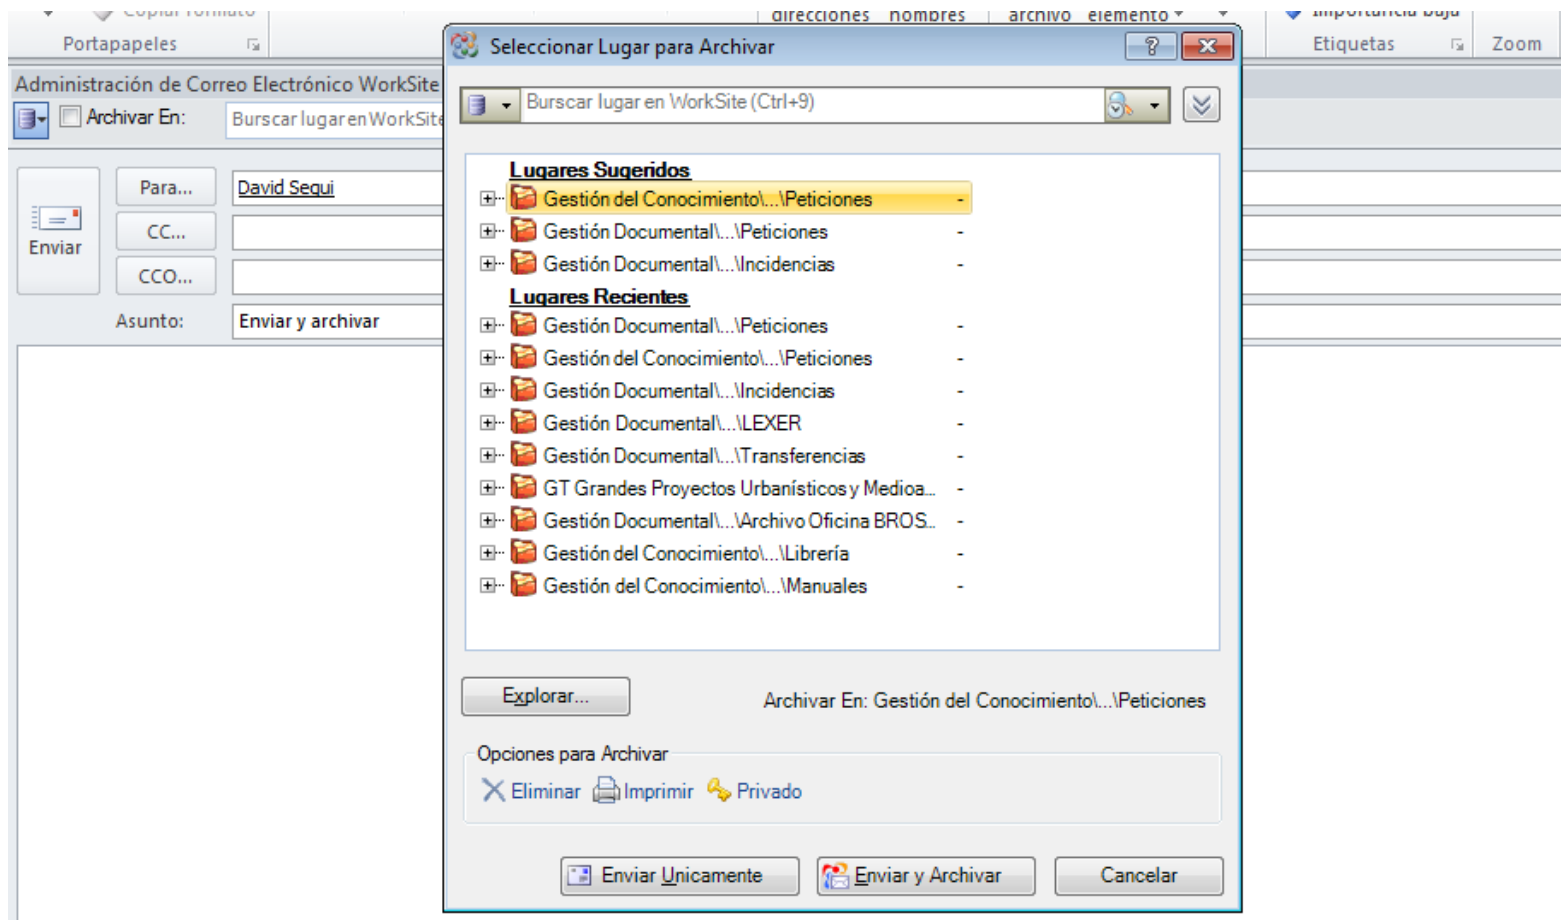 Copiar formato
direcciones nombres archivo elemento
Importancia baja
Portapapeles
Etiquetas
Zoom
Seleccionar Lugar para Archivar
Administración de Correo Electrónico WorkSite
Archivar En:
Burscar lugar en WorkSite
Burscar lugar en WorkSite (Ctrl+9)
Enviar
Para...
David Sequi
CC...
CCO...
Asunto:
Enviar y archivar
Lugares Sugeridos
Gestión del Conocimiento\...\Peticiones -
Gestión Documental\...\Peticiones -
Gestión Documental\...\Incidencias -
Lugares Recientes
Gestión Documental\...\Peticiones -
Gestión del Conocimiento\...\Peticiones -
Gestión Documental\...\Incidencias -
Gestión Documental\...\LEXER -
Gestión Documental\...\Transferencias -
GT Grandes Proyectos Urbanísticos y Medioa... -
Gestión Documental\...\Archivo Oficina BROS... -
Gestión del Conocimiento\...\Librería -
Gestión del Conocimiento\...\Manuales -
Explorar...
Archivar En: Gestión del Conocimiento\...\Peticiones
Opciones para Archivar
Eliminar Imprimir Privado
Enviar Unicamente
Enviar y Archivar
Cancelar